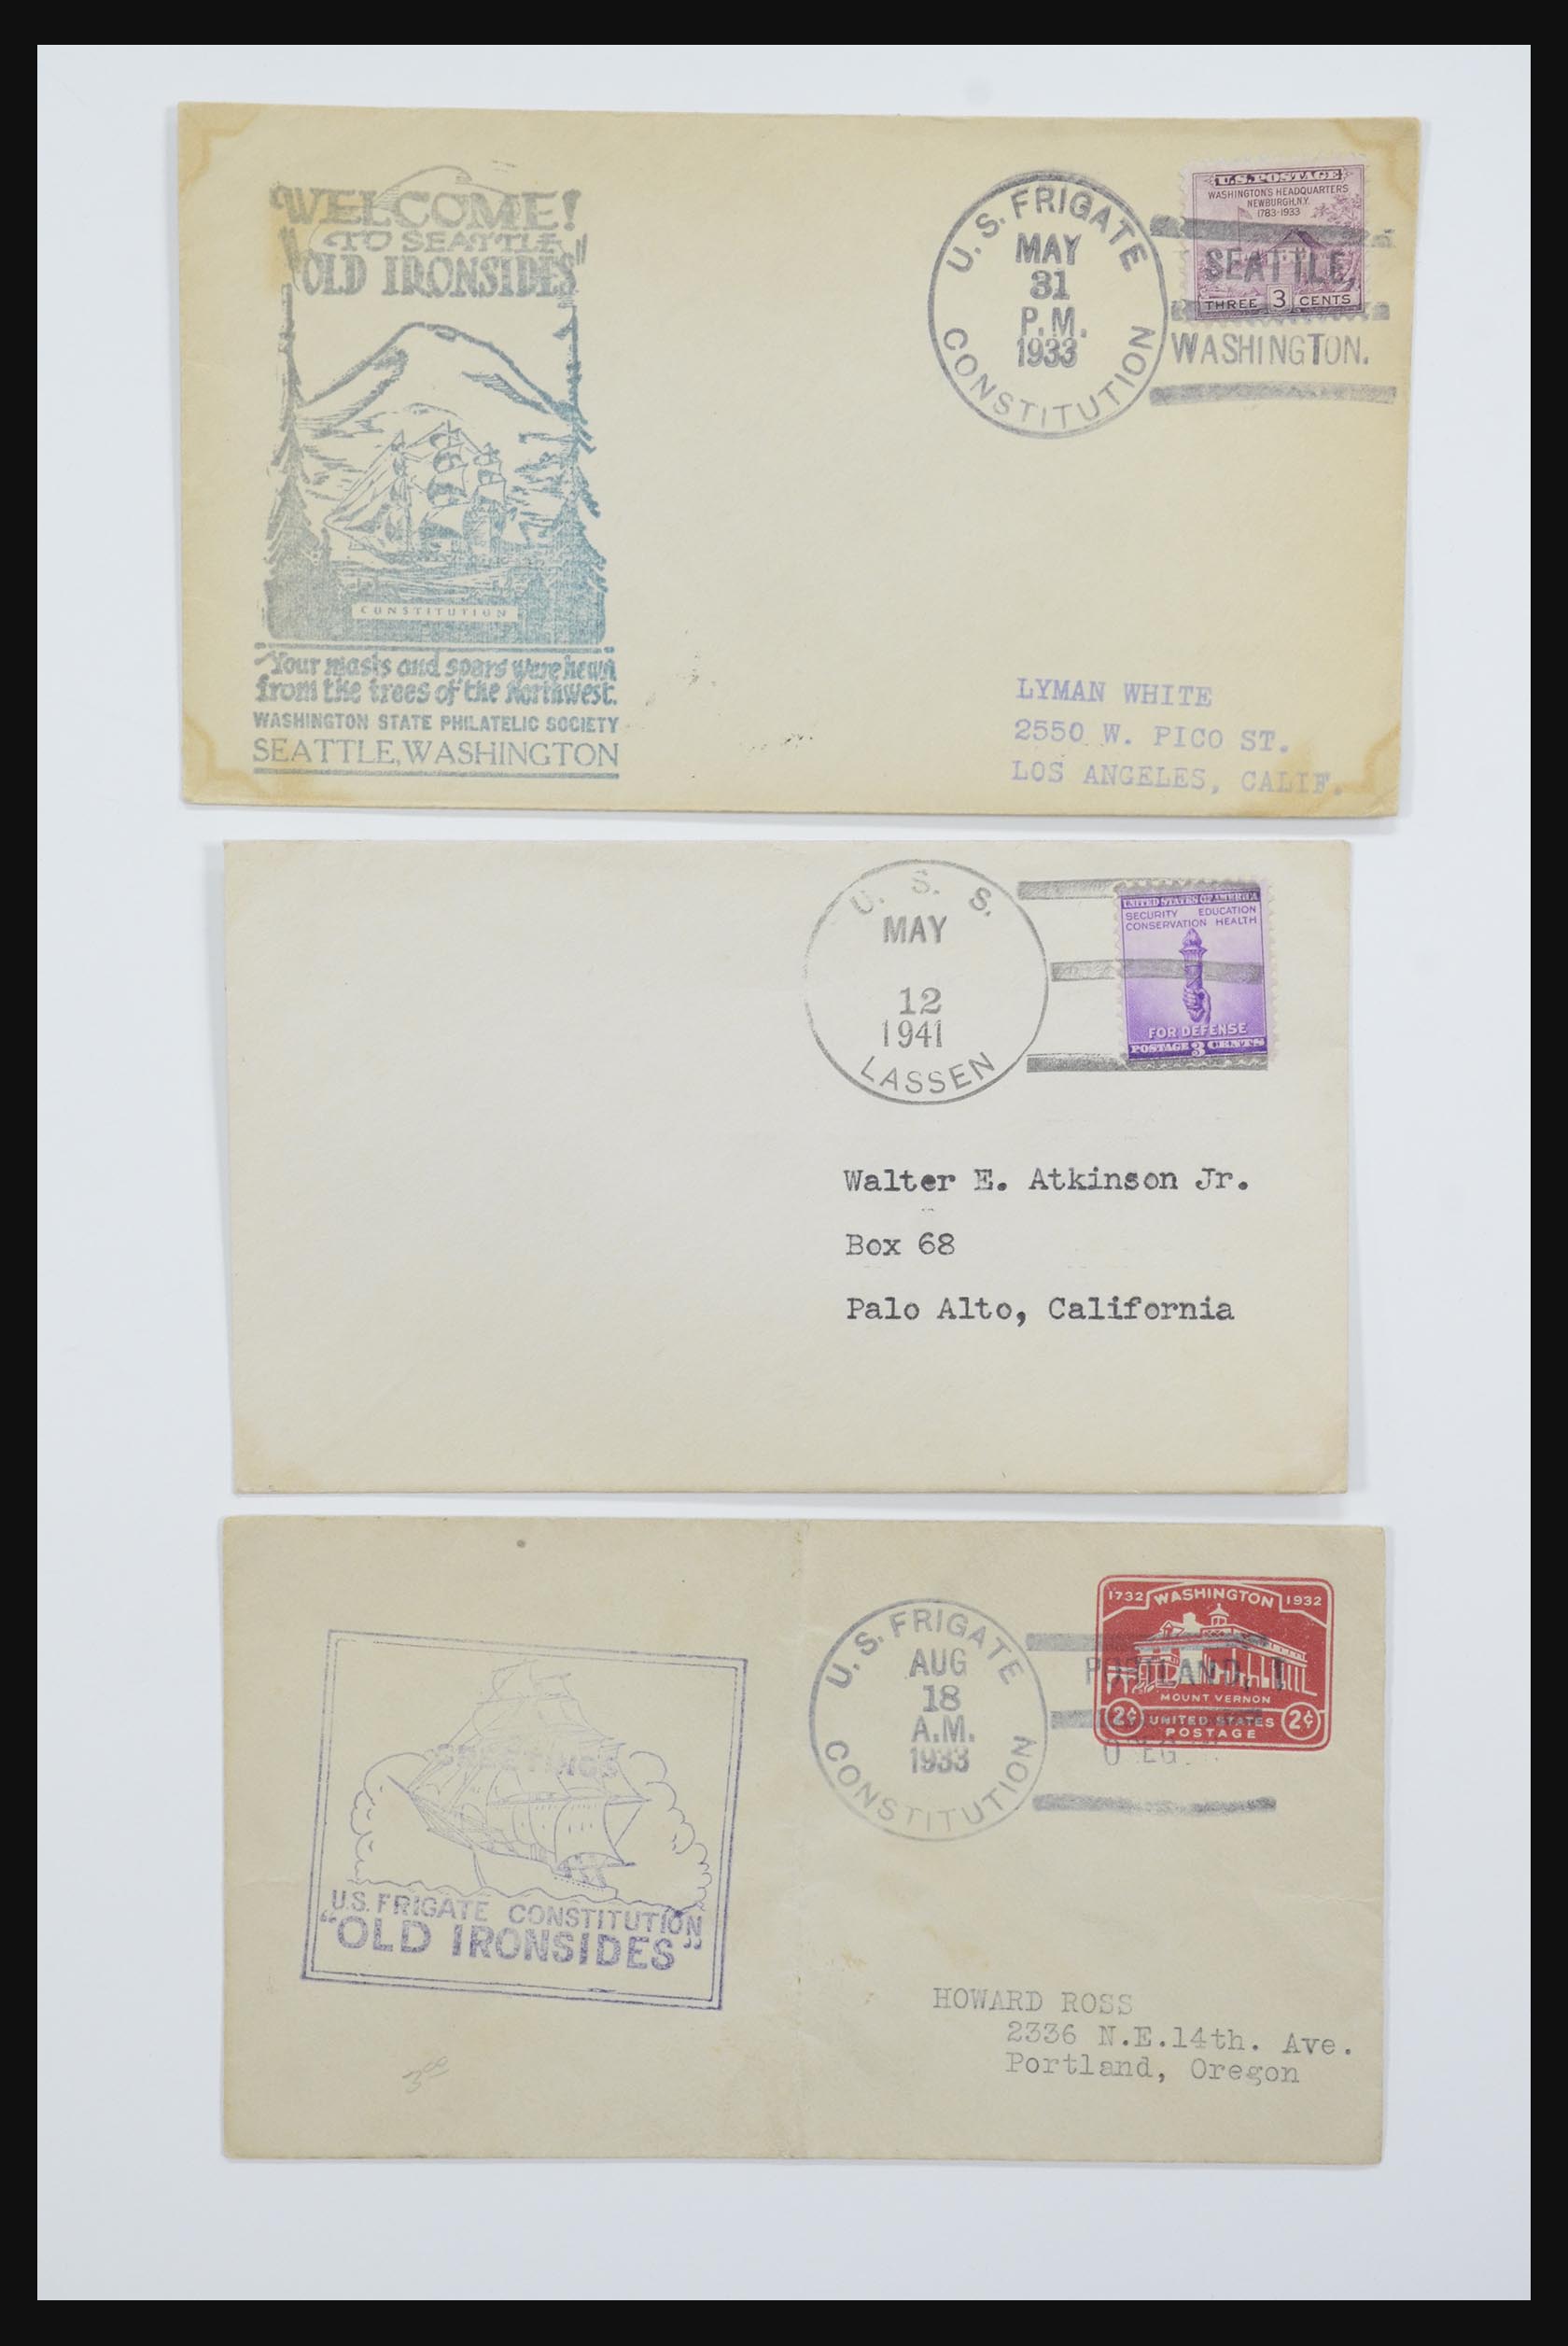 WELCOME!
TO SEATTLE
"OLD IRONSIDES"
CONSTITUTION
"Your masts and spars were hewn
from the trees of the Northwest.
WASHINGTON STATE PHILATELIC SOCIETY
SEATTLE, WASHINGTON
U.S. FRIGATE
MAY
31
P.M.
1933
CONSTITUTION
U.S. POSTAGE
WASHINGTON'S HEADQUARTERS
NEWBURGH, N.Y.
1783-1933
SEATTLE,
THREE 3 CENTS
WASHINGTON.
LYMAN WHITE
2550 W. PICO ST.
LOS ANGELES, CALIF.
U. S. S.
MAY
12
1941
LASSEN
UNITED STATES OF AMERICA
SECURITY EDUCATION
CONSERVATION HEALTH
FOR DEFENSE
POSTAGE 3 CENTS
Walter E. Atkinson Jr.
Box 68
Palo Alto, California
GREETINGS
U.S. FRIGATE CONSTITUTION
"OLD IRONSIDES"
300
U.S. FRIGATE
AUG
18
A.M.
1933
CONSTITUTION
1732 WASHINGTON 1932
PORTLAND,
MOUNT VERNON
2¢ UNITED STATES 2¢
POSTAGE
HOWARD ROSS
2336 N.E.14th. Ave.
Portland, Oregon